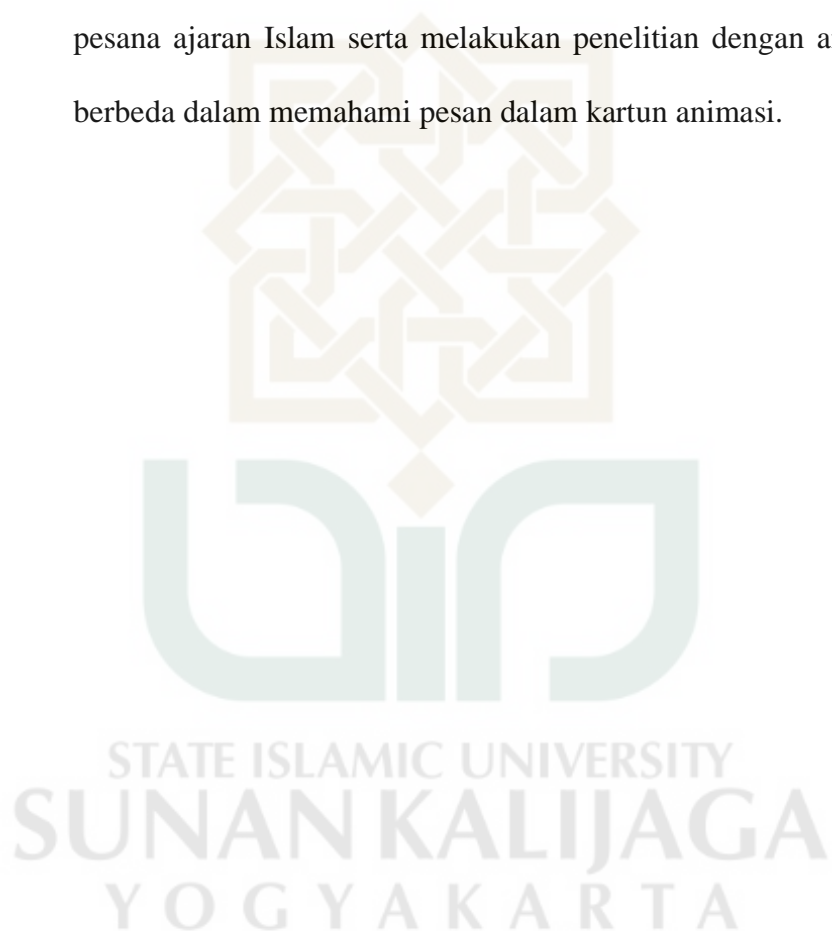 pesana ajaran Islam serta melakukan penelitian dengan
berbeda dalam memahami pesan dalam kartun animasi.
STATE ISLAMIC UNIVERSITY
SUNAN KALIJAGA
YOGYAKARTA